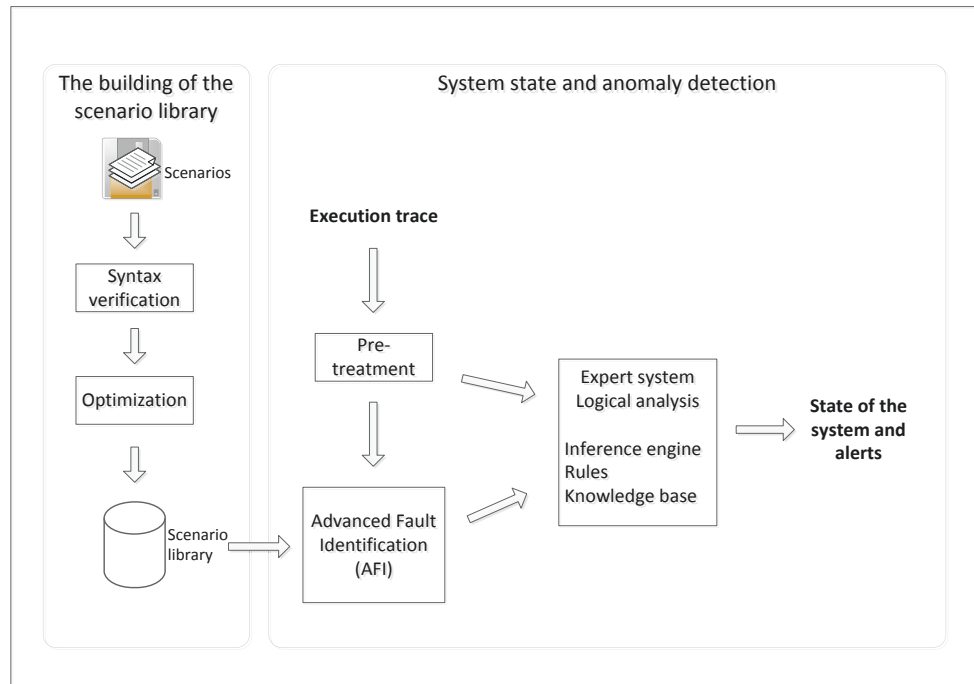 The building of the
scenario library
Scenarios
Syntax
verification
Optimization
Scenario
library
System state and anomaly detection
Execution trace
Pre-
treatment
Advanced Fault
Identification
(AFI)
Expert system
Logical analysis
Inference engine
Rules
Knowledge base
State of the
system and
alerts